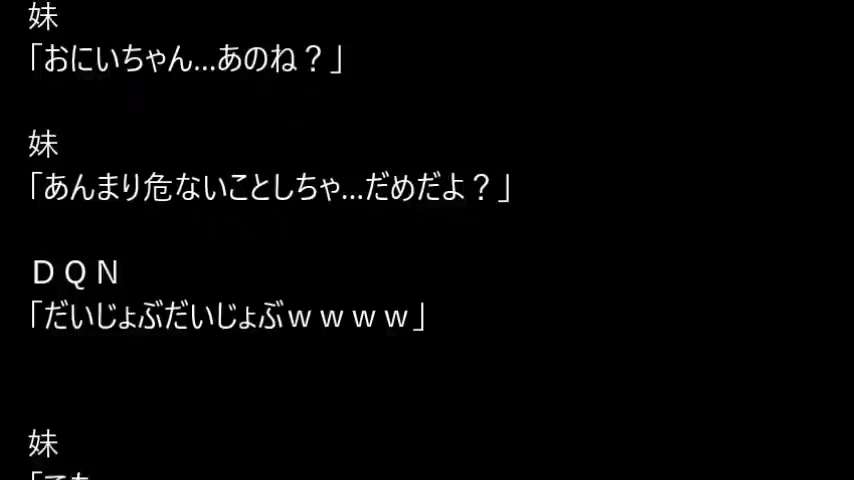 妹
「おにいちゃん…あのね？」
妹
「あんまり危ないことしちゃ…だめだよ？」
ＤＱＮ
「だいじょぶだいじょぶｗｗｗｗ」
妹